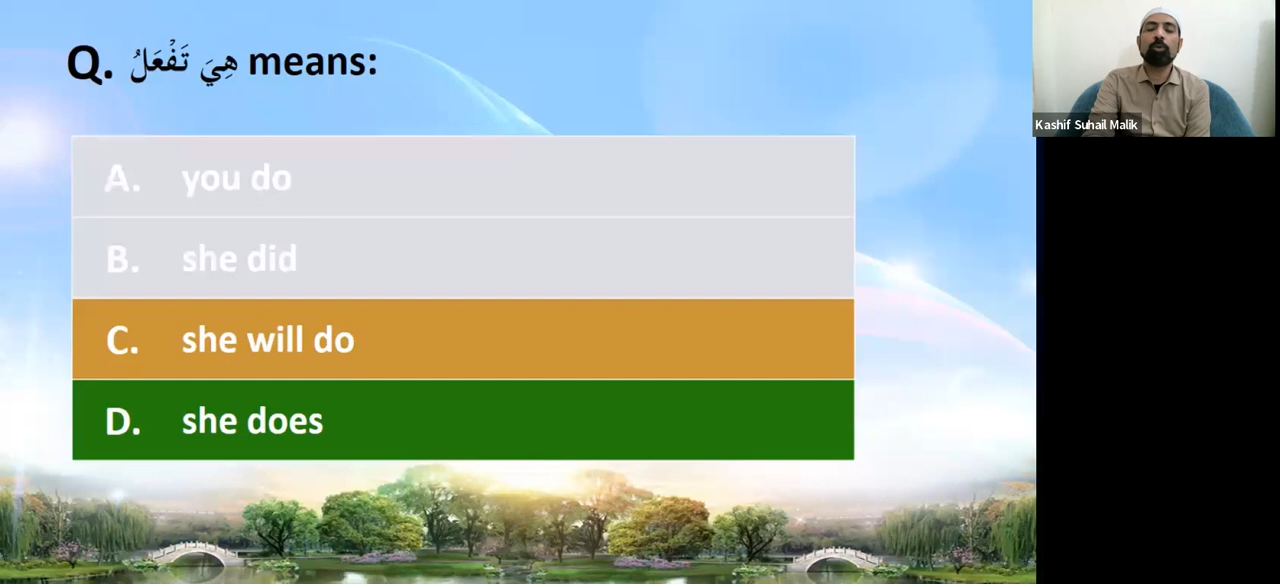 Q. هِيَ تَفْعَلُ means:
A. you do
B. she did
C. she will do
D. she does
Kashif Suhail Malik